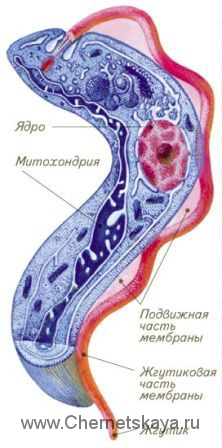 Ядро
Митохондрия
Подвижная
часть
мембраны
Жгутиковая
часть
мембраны
Жгутик
www.Chernetskaya.ru